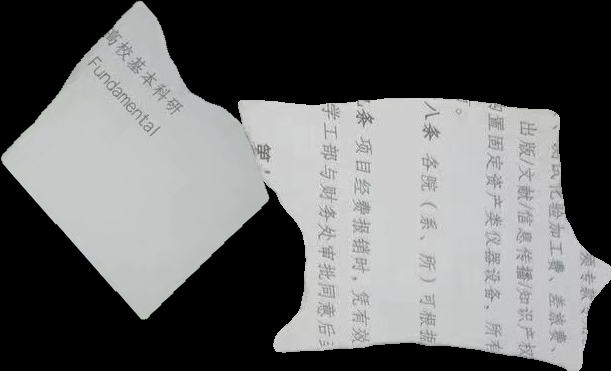 高校基本科研
Fundamental
专款
测试化验加工费、差旅费、
出版/文献/信息传播/知识产权
置固定资产类仪器设备，所有
八条 各院（系、所）可根据
条 项目经费报销时，凭有效
学工部与财务处审批同意后
第